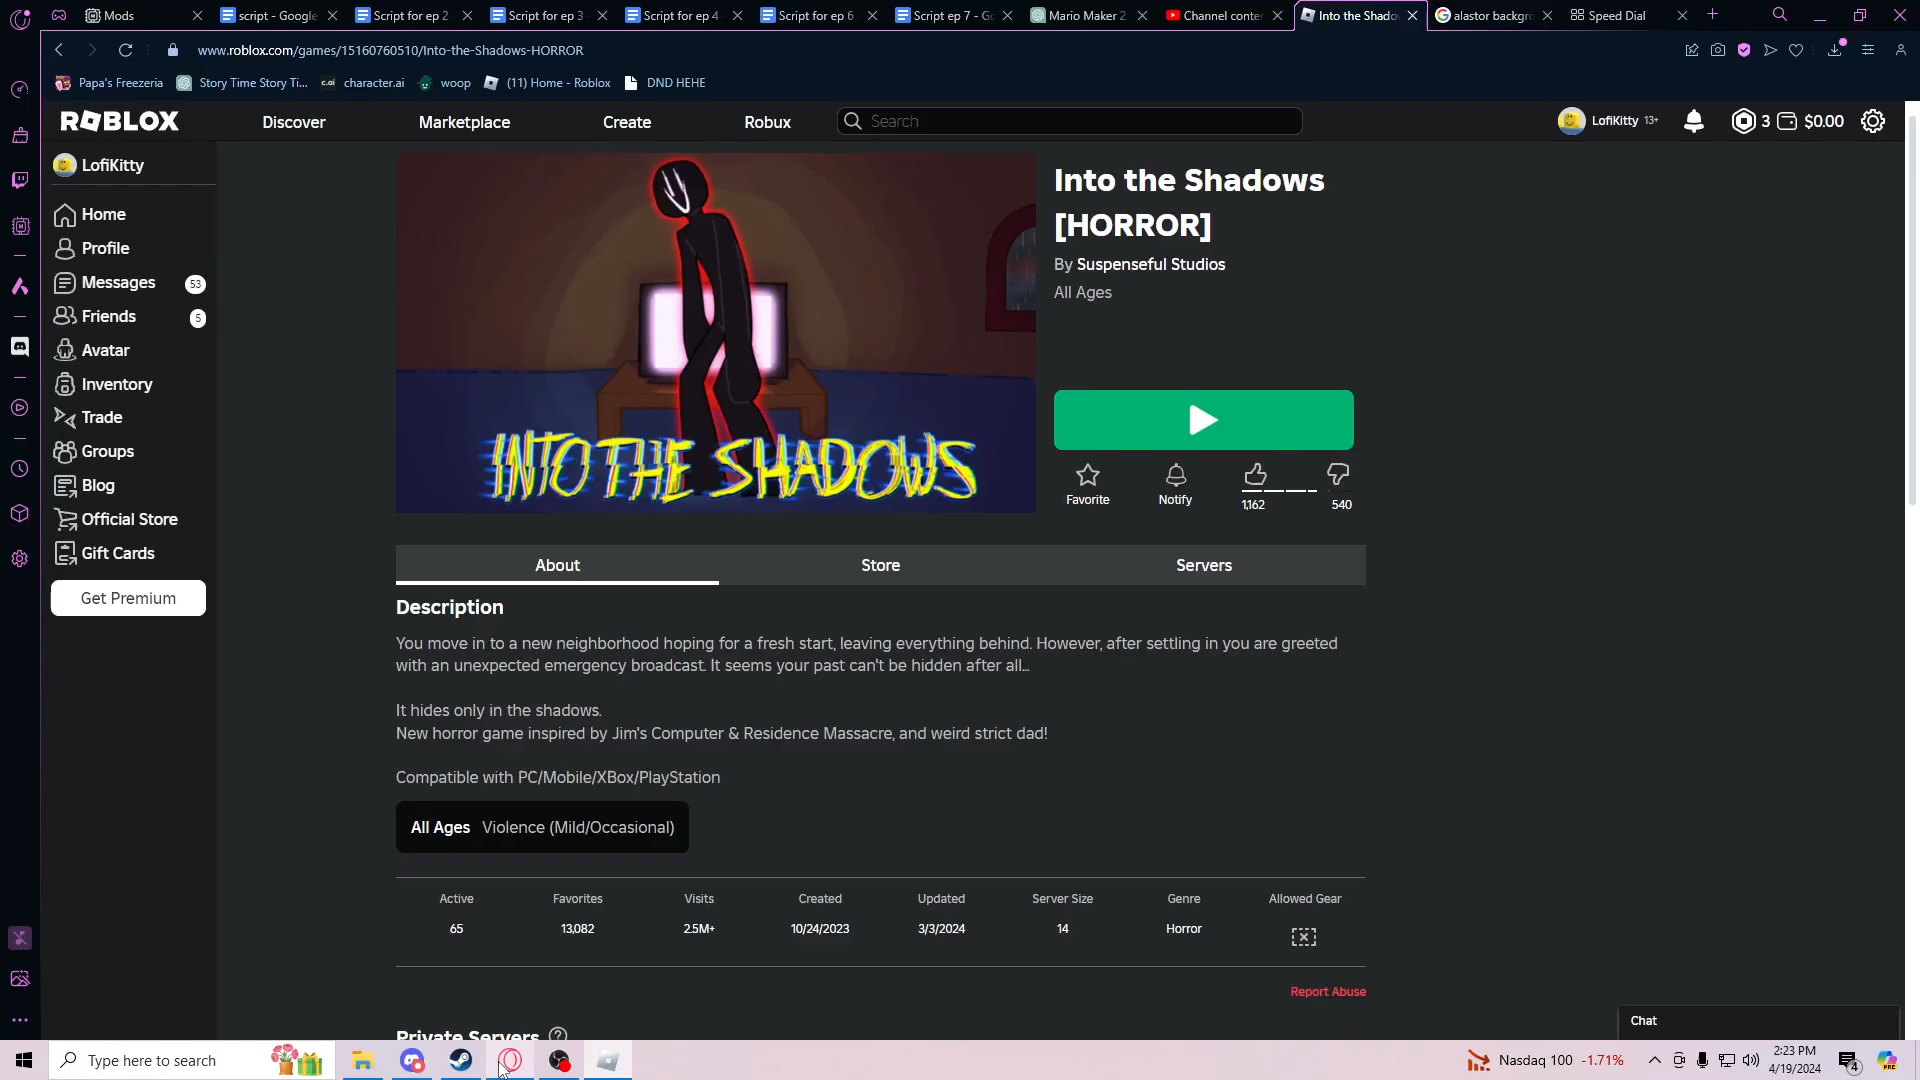 Mods
script - Google
Script for ep 2 -
Script for ep 3 -
Script for ep 4 -
Script for ep 6 -
Script ep 7 - Go
Mario Maker 2
Channel conten
Into the Shado
alastor backgro
Speed Dial
www.roblox.com/games/15160760510/Into-the-Shadows-HORROR
Papa's Freezeria
Story Time Story Ti...
c.ai
character.ai
woop
(11) Home - Roblox
DND HEHE
ROBLOX
Discover
Marketplace
Create
Robux
Search
LofiKitty 13+
3
$0.00
LofiKitty
Home
Profile
Messages 53
Friends 5
Avatar
Inventory
Trade
Groups
Blog
Official Store
Gift Cards
Get Premium
INTO THE SHADOWS
Into the Shadows
[HORROR]
By Suspenseful Studios
All Ages
Favorite
Notify
1,162
540
About
Store
Servers
Description
You move in to a new neighborhood hoping for a fresh start, leaving everything behind. However, after settling in you are greeted
with an unexpected emergency broadcast. It seems your past can't be hidden after all...
It hides only in the shadows.
New horror game inspired by Jim's Computer & Residence Massacre, and weird strict dad!
Compatible with PC/Mobile/XBox/PlayStation
All Ages Violence (Mild/Occasional)
Active Favorites Visits Created Updated Server Size Genre Allowed Gear
65 13,082 2.5M+ 10/24/2023 3/3/2024 14 Horror
Report Abuse
Private Servers
Chat
Type here to search
Nasdaq 100 -1.71%
2:23 PM
4/19/2024
4
PRE